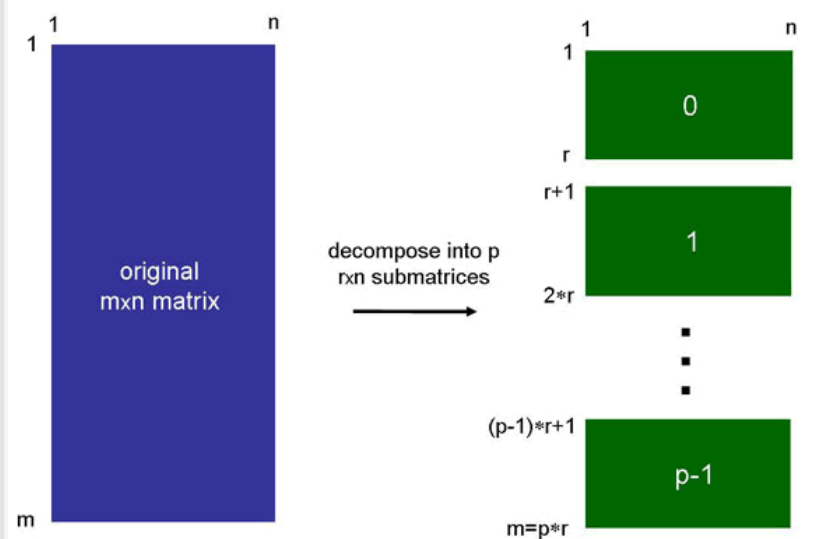 1
n
1
original
mxn matrix
m
decompose into p
rxn submatrices
1
n
1
0
r
r+1
1
2*r
(p-1)*r+1
p-1
m=p*r